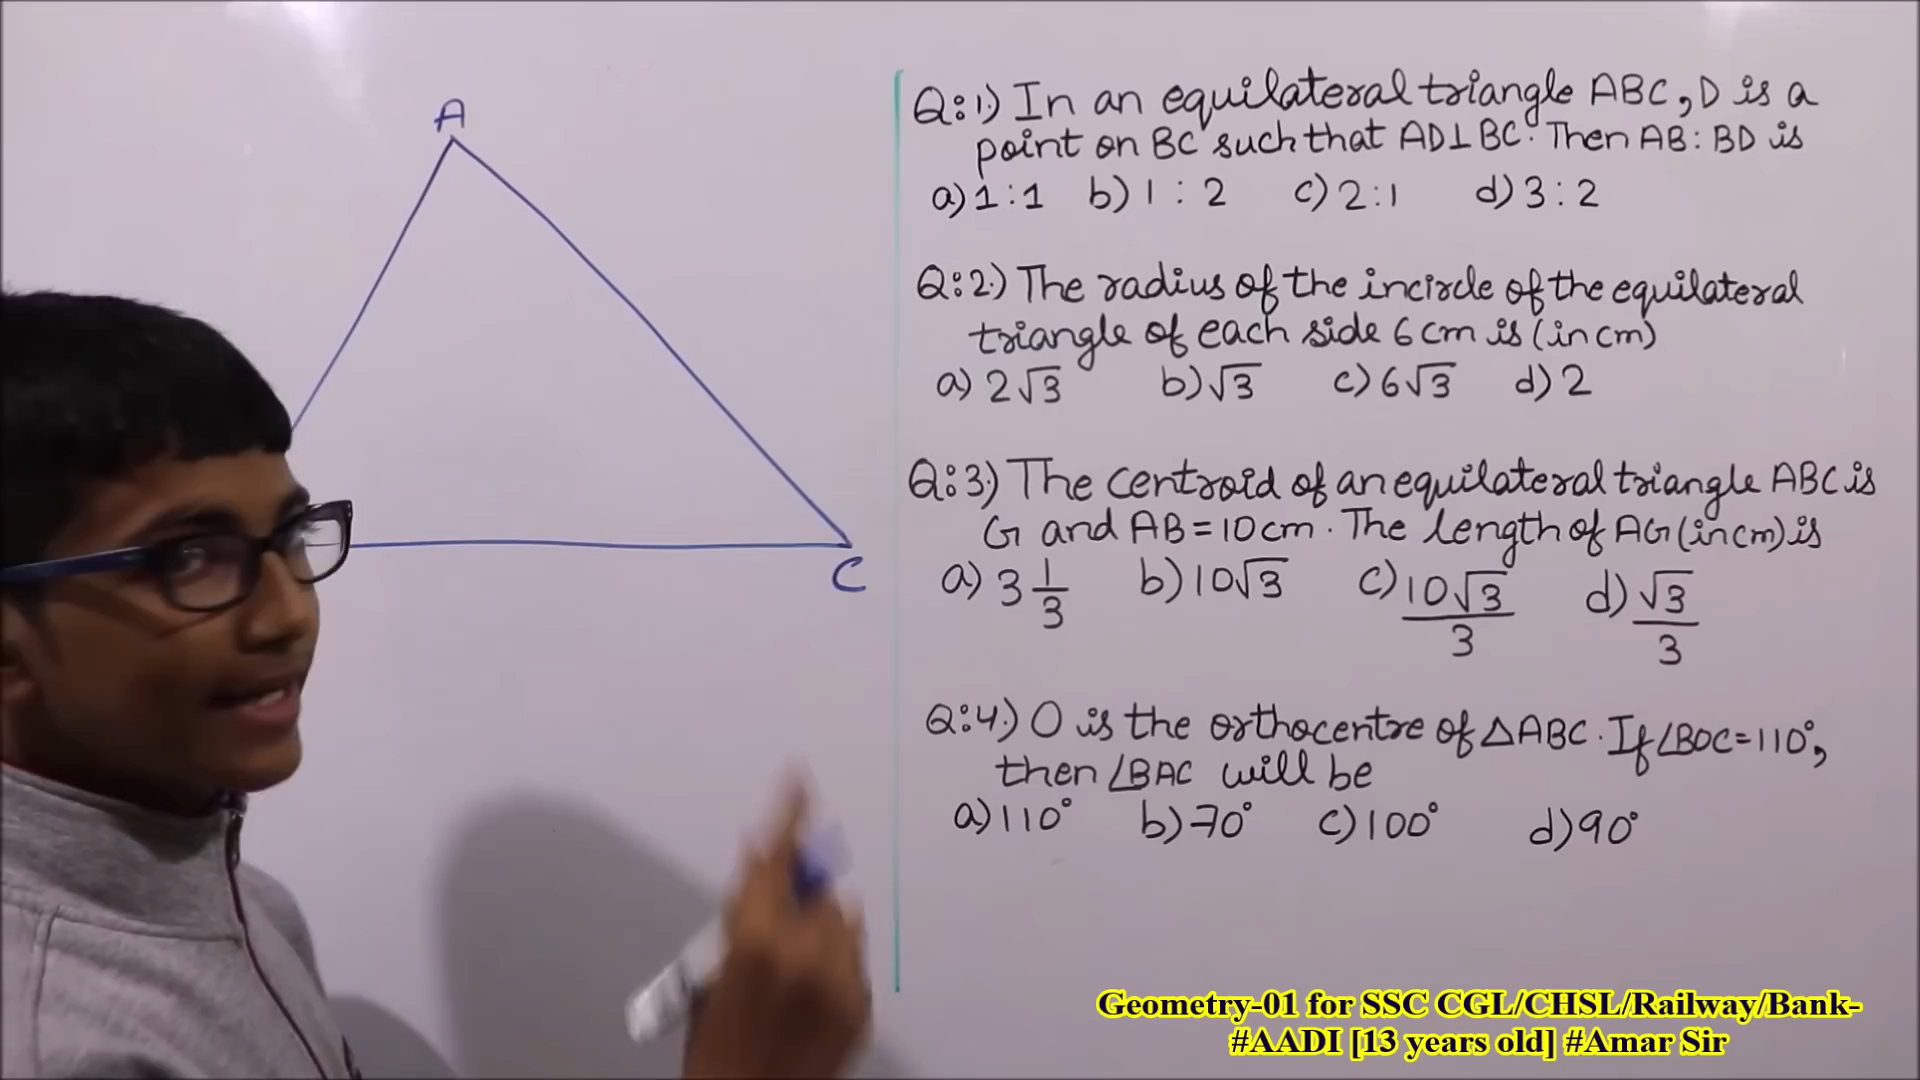 A
C
Q:1.) In an equilateral triangle ABC, D is a
point on BC such that AD⊥BC. Then AB : BD is
a) 1 : 1 b) 1 : 2 c) 2 : 1 d) 3 : 2
Q:2.) The radius of the incircle of the equilateral
triangle of each side 6 cm is (in cm)
a) 2√3 b) √3 c) 6√3 d) 2
Q:3.) The centroid of an equilateral triangle ABC is
G and AB = 10 cm. The length of AG (in cm) is
a) 3 1/3 b) 10√3 c) 10√3/3 d) √3/3
Q:4.) O is the orthocentre of △ABC. If ∠BOC = 110°,
then ∠BAC will be
a) 110° b) 70° c) 100° d) 90°
Geometry-01 for SSC CGL/CHSL/Railway/Bank-
#AADI [13 years old] #Amar Sir